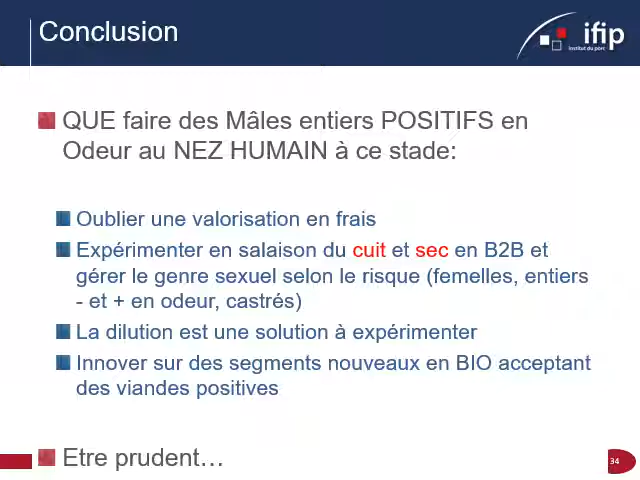 Conclusion
ifip
Institut du porc
QUE faire des Mâles entiers POSITIFS en
Odeur au NEZ HUMAIN à ce stade:
Oublier une valorisation en frais
Expérimenter en salaison du cuit et sec en B2B et
gérer le genre sexuel selon le risque (femelles, entiers
- et + en odeur, castrés)
La dilution est une solution à expérimenter
Innover sur des segments nouveaux en BIO acceptant
des viandes positives
Etre prudent…
34